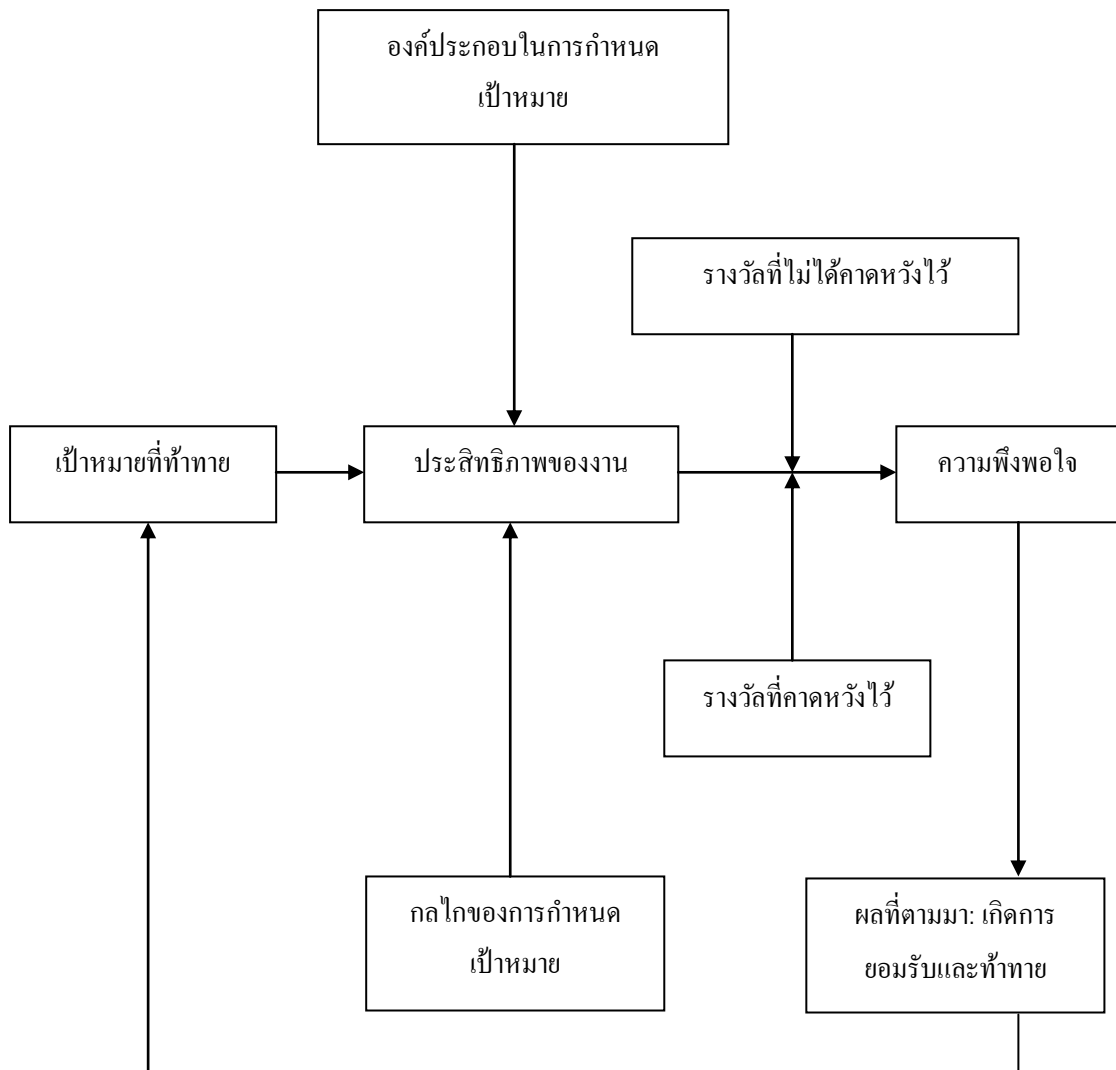 องค์ประกอบในการกำหนด
เป้าหมาย
รางวัลที่ไม่ได้คาดหวังไว้
เป้าหมายที่ท้าทาย
ประสิทธิภาพของงาน
ความพึงพอใจ
รางวัลที่คาดหวังไว้
กลไกของการกำหนด
เป้าหมาย
ผลที่ตามมา: เกิดการ
ยอมรับและท้าทาย